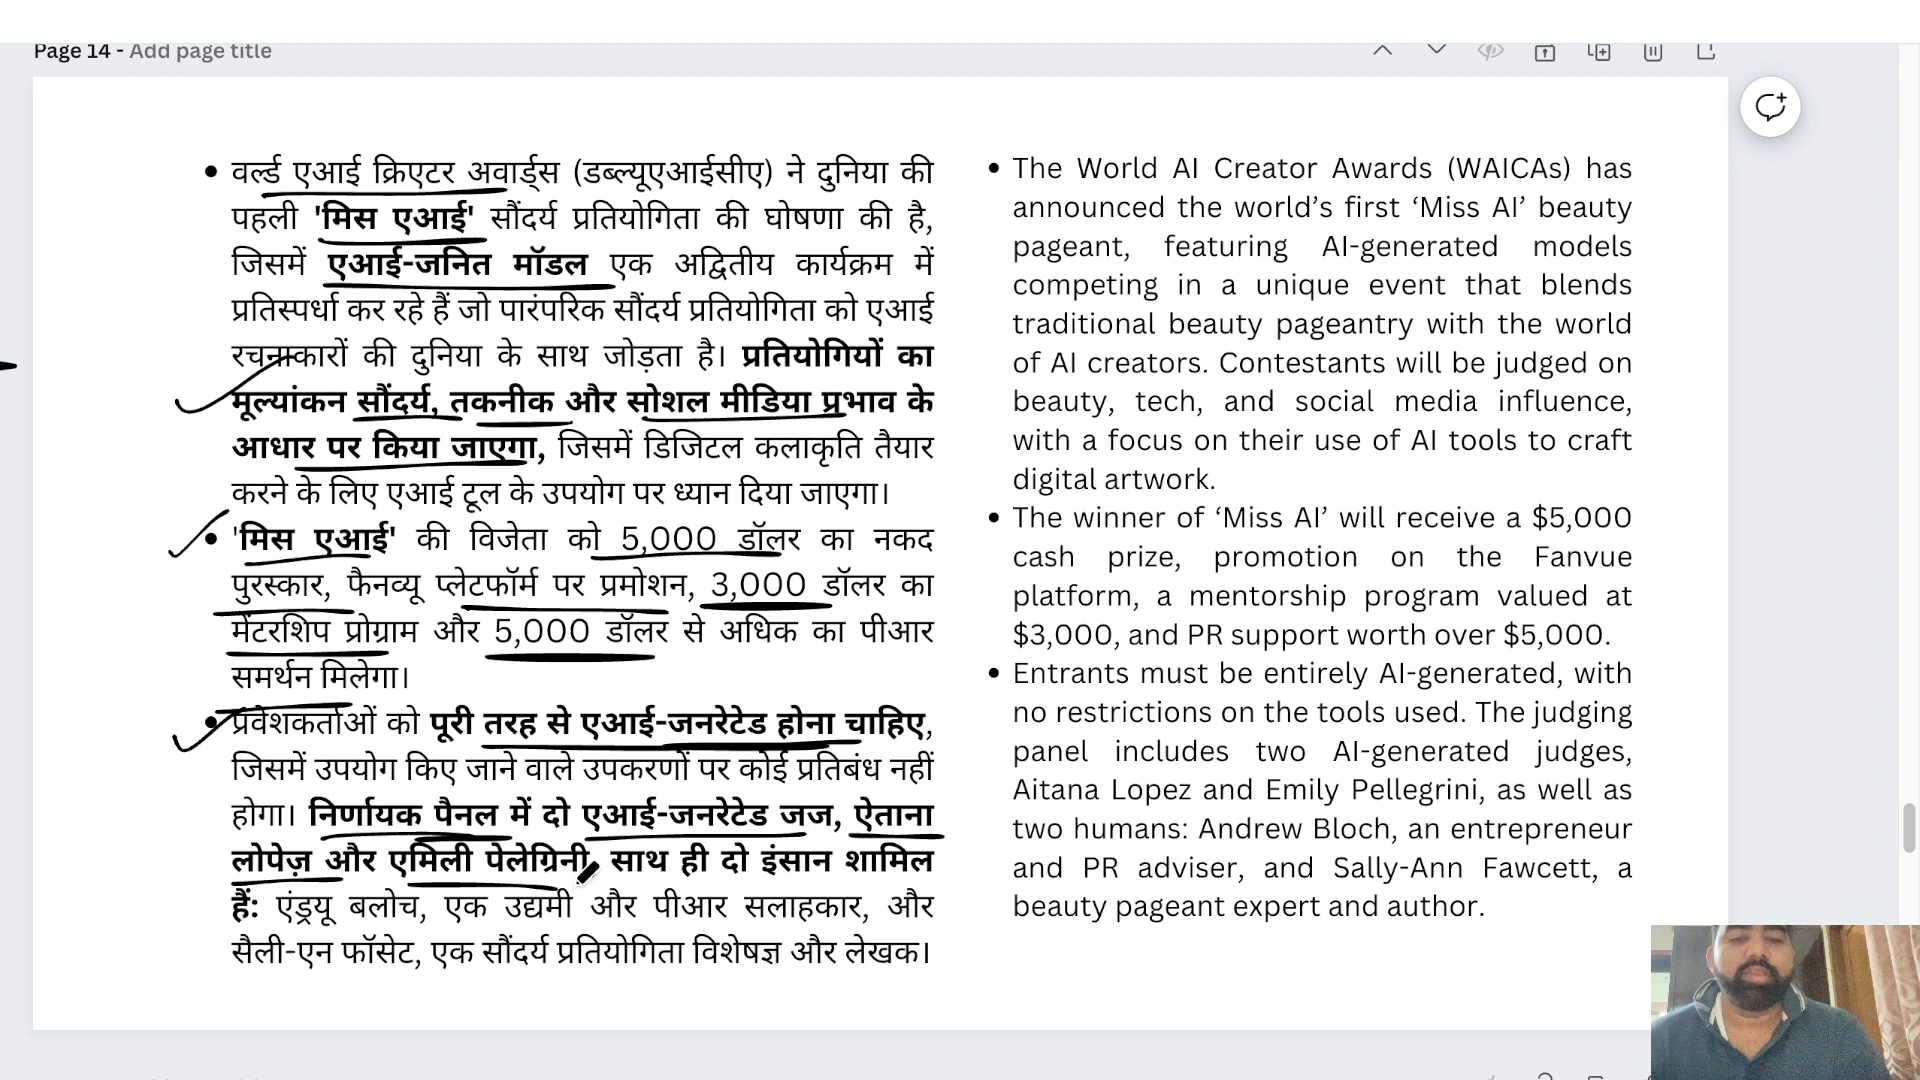 Page 14 - Add page title
• वर्ल्ड एआई क्रिएटर अवार्ड्स (डब्ल्यूएआईसीए) ने दुनिया की
पहली 'मिस एआई' सौंदर्य प्रतियोगिता की घोषणा की है,
जिसमें एआई-जनित मॉडल एक अद्वितीय कार्यक्रम में
प्रतिस्पर्धा कर रहे हैं जो पारंपरिक सौंदर्य प्रतियोगिता को एआई
रचनाकारों की दुनिया के साथ जोड़ता है। प्रतियोगियों का
मूल्यांकन सौंदर्य, तकनीक और सोशल मीडिया प्रभाव के
आधार पर किया जाएगा, जिसमें डिजिटल कलाकृति तैयार
करने के लिए एआई टूल के उपयोग पर ध्यान दिया जाएगा।
• 'मिस एआई' की विजेता को 5,000 डॉलर का नकद
पुरस्कार, फैनव्यू प्लेटफॉर्म पर प्रमोशन, 3,000 डॉलर का
मेंटरशिप प्रोग्राम और 5,000 डॉलर से अधिक का पीआर
समर्थन मिलेगा।
• प्रवेशकर्ताओं को पूरी तरह से एआई-जनरेटेड होना चाहिए,
जिसमें उपयोग किए जाने वाले उपकरणों पर कोई प्रतिबंध नहीं
होगा। निर्णायक पैनल में दो एआई-जनरेटेड जज, ऐताना
लोपेज़ और एमिली पेलेग्रिनी, साथ ही दो इंसान शामिल
हैं: एंड्रयू बलोच, एक उद्यमी और पीआर सलाहकार, और
सैली-एन फॉसेट, एक सौंदर्य प्रतियोगिता विशेषज्ञ और लेखक।
• The World AI Creator Awards (WAICAs) has
announced the world’s first ‘Miss AI’ beauty
pageant, featuring AI-generated models
competing in a unique event that blends
traditional beauty pageantry with the world
of AI creators. Contestants will be judged on
beauty, tech, and social media influence,
with a focus on their use of AI tools to craft
digital artwork.
• The winner of ‘Miss AI’ will receive a $5,000
cash prize, promotion on the Fanvue
platform, a mentorship program valued at
$3,000, and PR support worth over $5,000.
• Entrants must be entirely AI-generated, with
no restrictions on the tools used. The judging
panel includes two AI-generated judges,
Aitana Lopez and Emily Pellegrini, as well as
two humans: Andrew Bloch, an entrepreneur
and PR adviser, and Sally-Ann Fawcett, a
beauty pageant expert and author.